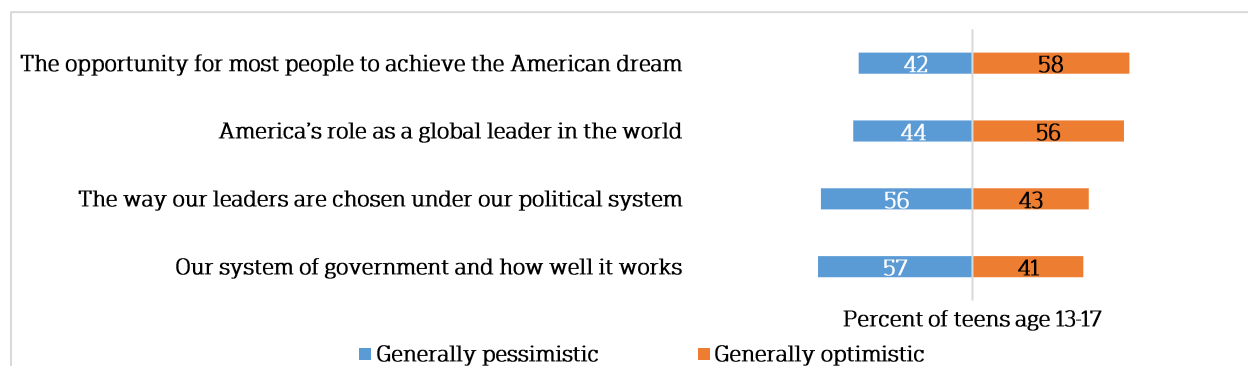 The opportunity for most people to achieve the American dream 42 58
America’s role as a global leader in the world 44 56
The way our leaders are chosen under our political system 56 43
Our system of government and how well it works 57 41
Percent of teens age 13-17
Generally pessimistic Generally optimistic